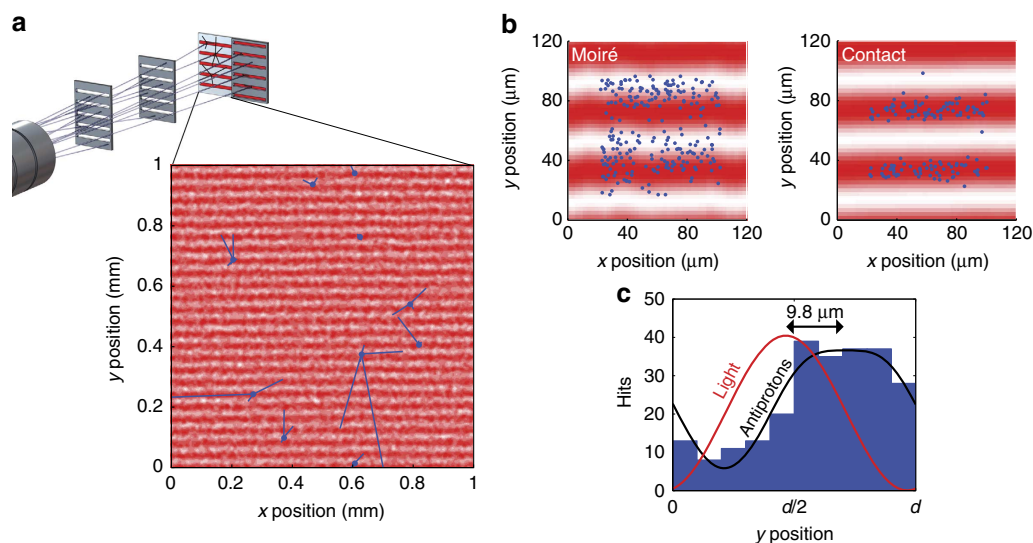 a
1
0.8
0.6
0.4
0.2
0
0
0.2
0.4
0.6
0.8
1
y position (mm)
x position (mm)
b
Moiré
120
80
40
0
0
40
80
120
y position (μm)
x position (μm)
Contact
120
80
40
0
0
40
80
120
y position (μm)
x position (μm)
c
50
40
30
20
10
0
9.8 μm
Light
Antiprotons
Hits
0
d/2
d
y position